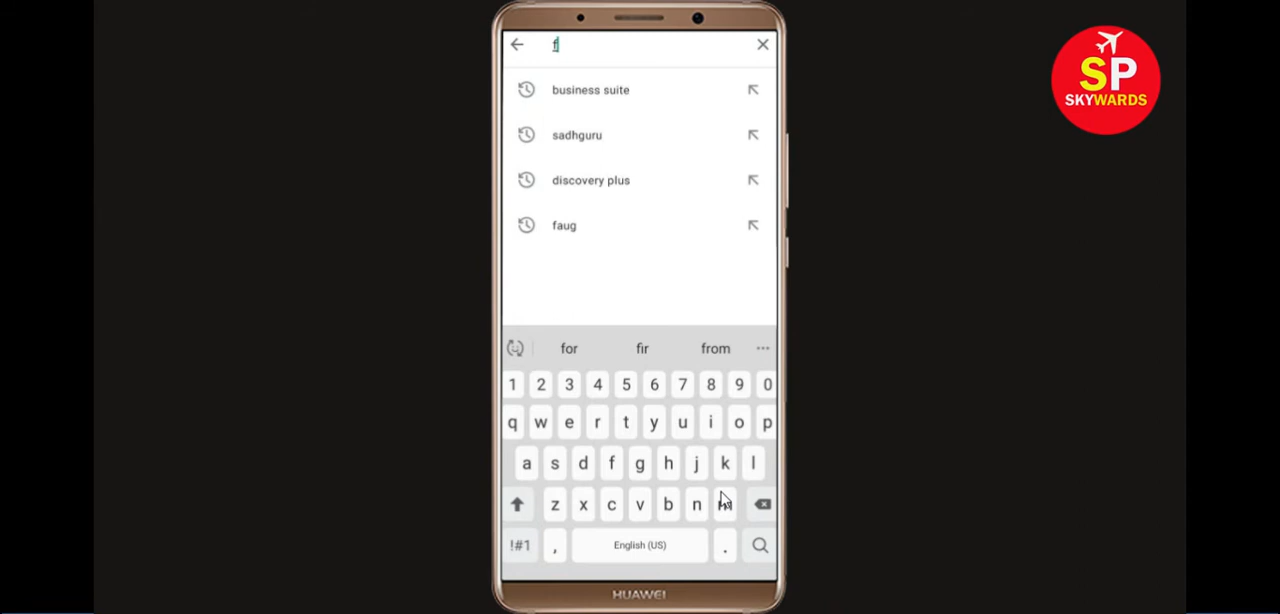 f
SP
SKYWARDS
business suite
sadhguru
discovery plus
faug
for fir from
1 2 3 4 5 6 7 8 9 0
q w e r t y u i o p
a s d f g h j k l
z x c v b n
!#1 , English (US) .
HUAWEI